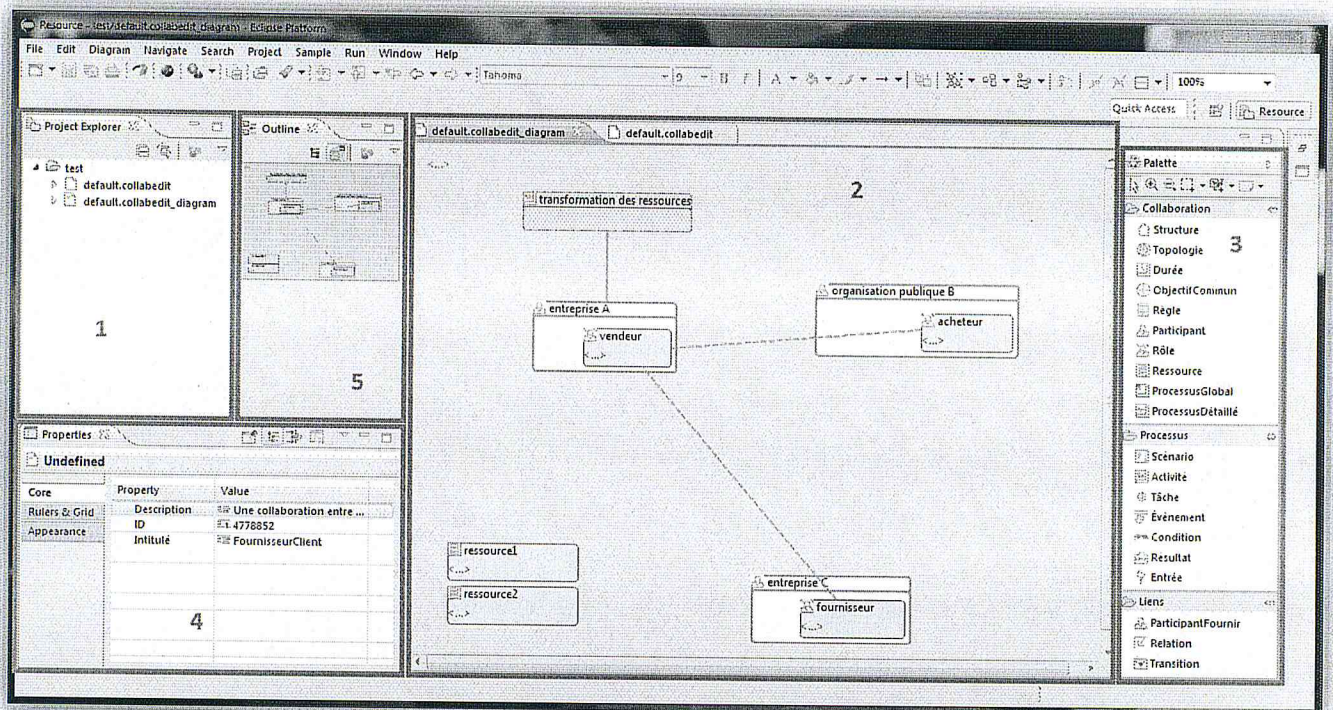 Resource - test/default.collabedit_diagram - Eclipse Platform
File Edit Diagram Navigate Search Project Sample Run Window Help
Tahoma 9 B I A 100%
Quick Access Resource
Project Explorer
test
default.collabedit
default.collabedit_diagram
1
Outline
5
default.collabedit_diagram default.collabedit
<...>
2
transformation des ressources
entreprise A
vendeur
<...>
organisation publique B
acheteur
<...>
ressource1
<...>
ressource2
<...>
entreprise C
fournisseur
<...>
Palette
Collaboration
3
Structure
Topologie
Durée
ObjectifCommun
Règle
Participant
Rôle
Ressource
ProcessusGlobal
ProcessusDétaillé
Processus
Scénario
Activité
Tâche
Évènement
Condition
Résultat
Entrée
Liens
ParticipantFournir
Relation
Transition
Properties
Undefined
Core
Rulers & Grid
Appearance
Property Value
Description Une collaboration entre ...
ID 4778852
Intitulé FournisseurClient
4